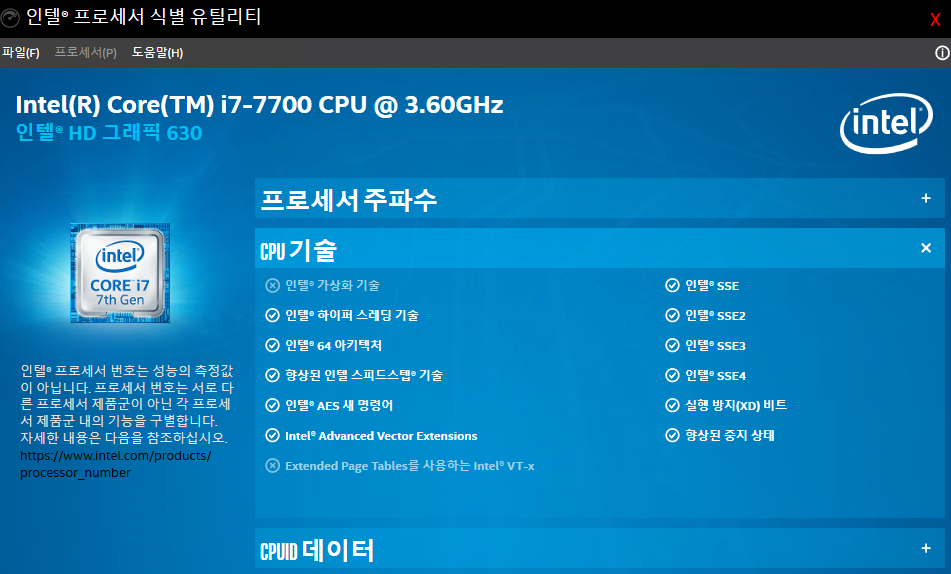 인텔® 프로세서 식별 유틸리티
X
파일(F) 프로세서(P) 도움말(H)
Intel(R) Core(TM) i7-7700 CPU @ 3.60GHz
인텔® HD 그래픽 630
intel
프로세서 주파수 +
CPU 기술 ×
인텔® 가상화 기술
인텔® 하이퍼 스레딩 기술
인텔® 64 아키텍처
향상된 인텔 스피드스텝® 기술
인텔® AES 새 명령어
Intel® Advanced Vector Extensions
Extended Page Tables를 사용하는 Intel® VT-x
인텔® SSE
인텔® SSE2
인텔® SSE3
인텔® SSE4
실행 방지(XD) 비트
향상된 중지 상태
intel
CORE i7
7th Gen
인텔® 프로세서 번호는 성능의 측정값
이 아닙니다. 프로세서 번호는 서로 다
른 프로세서 제품군이 아닌 각 프로세
서 제품군 내의 기능을 구별합니다.
자세한 내용은 다음을 참조하십시오.
https://www.intel.com/products/
processor_number
CPUID 데이터 +